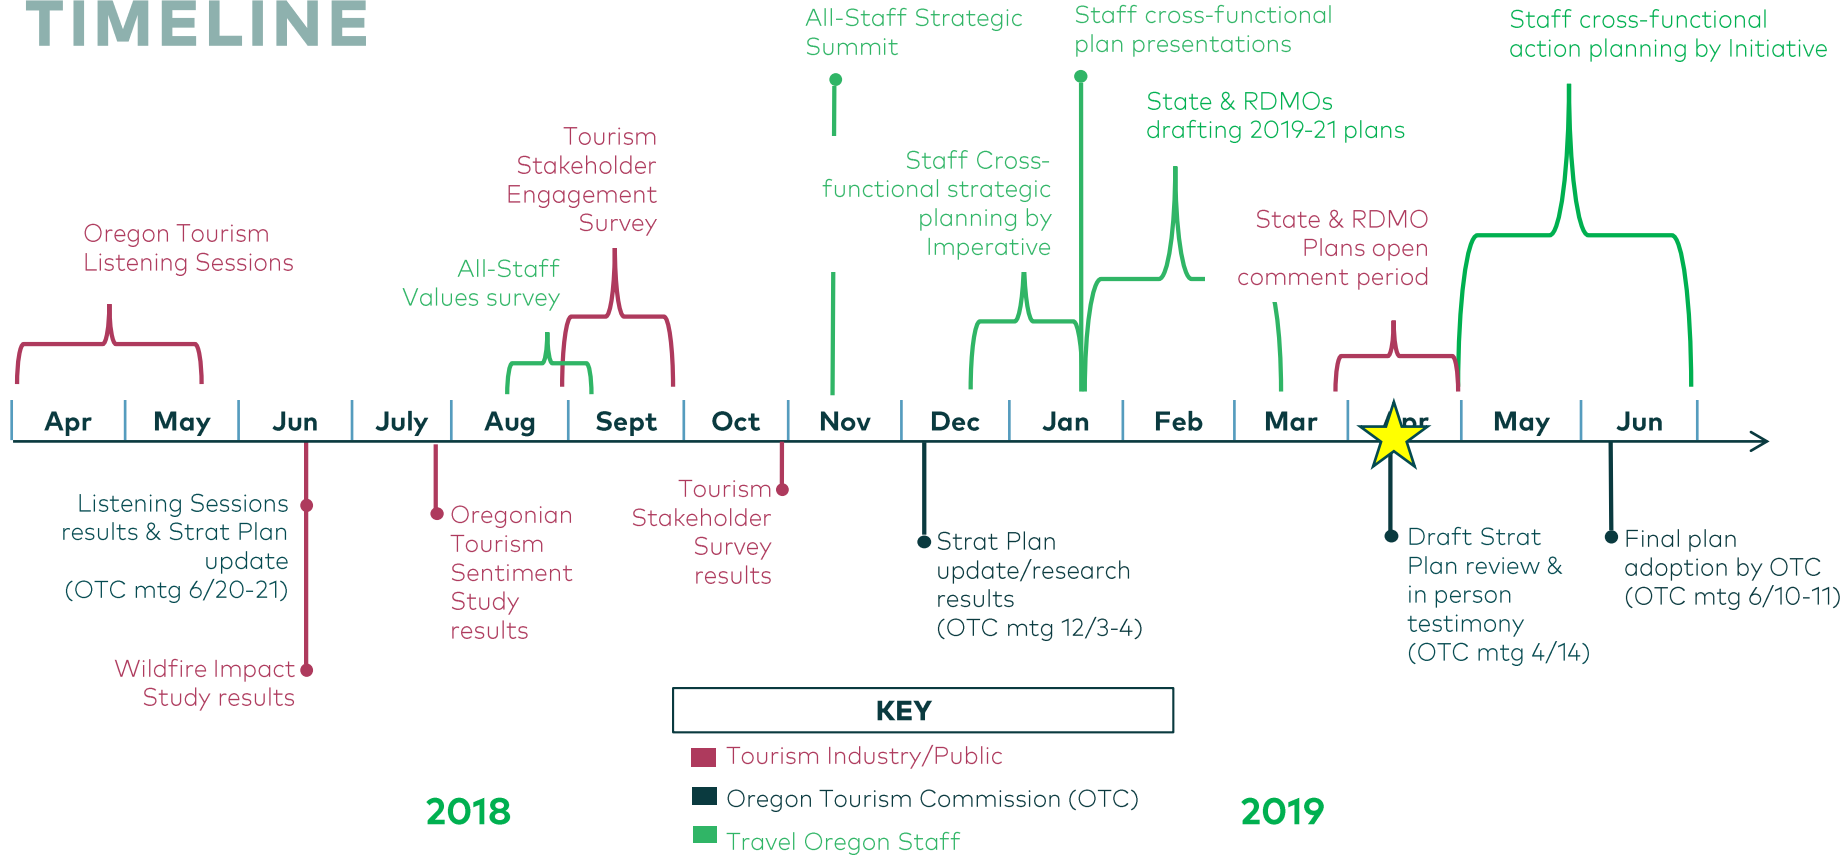 TIMELINE
All-Staff Strategic
Summit
Staff cross-functional
plan presentations
Staff cross-functional
action planning by Initiative
State & RDMOs
drafting 2019-21 plans
Tourism
Stakeholder
Engagement
Survey
Staff Cross-
functional strategic
planning by
Imperative
Oregon Tourism
Listening Sessions
State & RDMO
Plans open
comment period
All-Staff
Values survey
Apr May Jun July Aug Sept Oct Nov Dec Jan Feb Mar Apr May Jun
Listening Sessions
results & Strat Plan
update
(OTC mtg 6/20-21)
Wildfire Impact
Study results
Oregonian
Tourism
Sentiment
Study
results
Tourism
Stakeholder
Survey
results
Strat Plan
update/research
results
(OTC mtg 12/3-4)
Draft Strat
Plan review &
in person
testimony
(OTC mtg 4/14)
Final plan
adoption by OTC
(OTC mtg 6/10-11)
KEY
Tourism Industry/Public
Oregon Tourism Commission (OTC)
Travel Oregon Staff
2018
2019